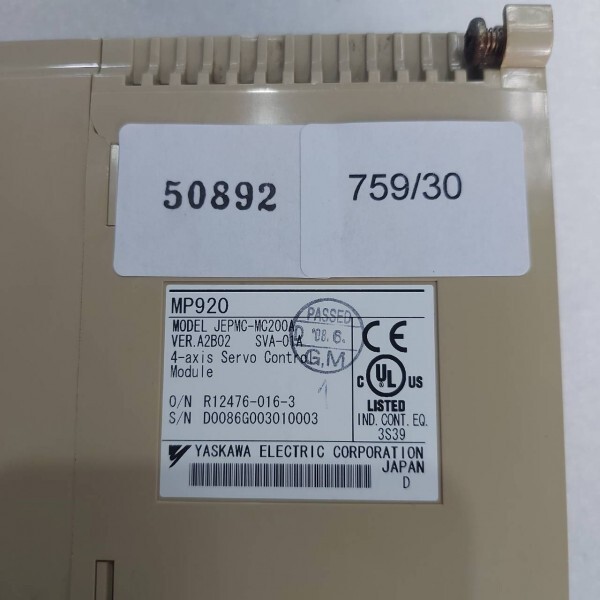 50892
759/30
MP920
MODEL JEPMC-MC200A
VER.A2B02 SVA-01A
4-axis Servo Control
Module
O/N R12476-016-3
S/N D0086G003010003
PASSED
'08.6.
G,M
1
CE
C UL US
LISTED
IND. CONT. EQ.
3S39
YASKAWA ELECTRIC CORPORATION
JAPAN
D